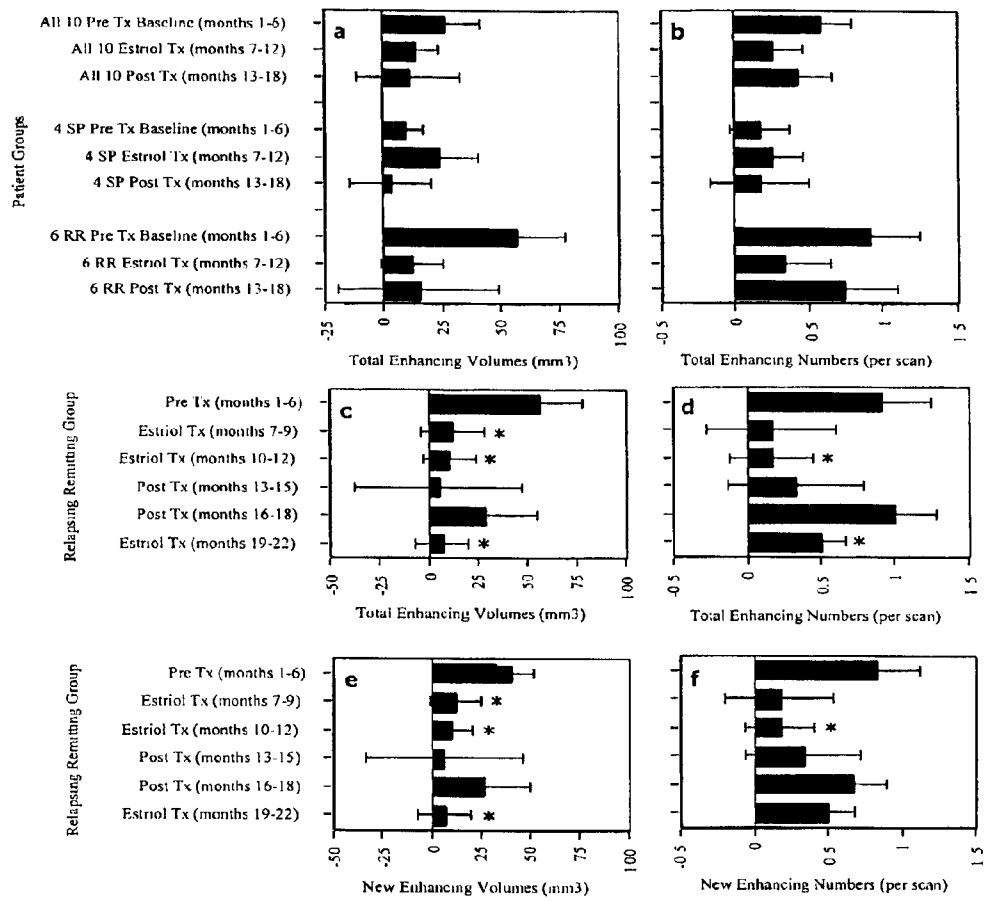 Patient Groups
All 10 Pre Tx Baseline (months 1-6)
All 10 Estriol Tx (months 7-12)
All 10 Post Tx (months 13-18)
4 SP Pre Tx Baseline (months 1-6)
4 SP Estriol Tx (months 7-12)
4 SP Post Tx (months 13-18)
6 RR Pre Tx Baseline (months 1-6)
6 RR Estriol Tx (months 7-12)
6 RR Post Tx (months 13-18)
a
-25 0 25 50 75 100
Total Enhancing Volumes (mm3)
b
-0 5 0 0.5 1 1 5
Total Enhancing Numbers (per scan)
Relapsing Remitting Group
Pre Tx (months 1-6)
Estriol Tx (months 7-9)
Estriol Tx (months 10-12)
Post Tx (months 13-15)
Post Tx (months 16-18)
Estriol Tx (months 19-22)
c
* * *
-50 -25 0 25 50 75 100
Total Enhancing Volumes (mm3)
d
* *
-0 5 0 0.5 1 1 5
Total Enhancing Numbers (per scan)
Relapsing Remitting Group
Pre Tx (months 1-6)
Estriol Tx (months 7-9)
Estriol Tx (months 10-12)
Post Tx (months 13-15)
Post Tx (months 16-18)
Estriol Tx (months 19-22)
e
* * *
-50 -25 0 25 50 75 100
New Enhancing Volumes (mm3)
f
*
-0 5 0 0.5 1 1 5
New Enhancing Numbers (per scan)